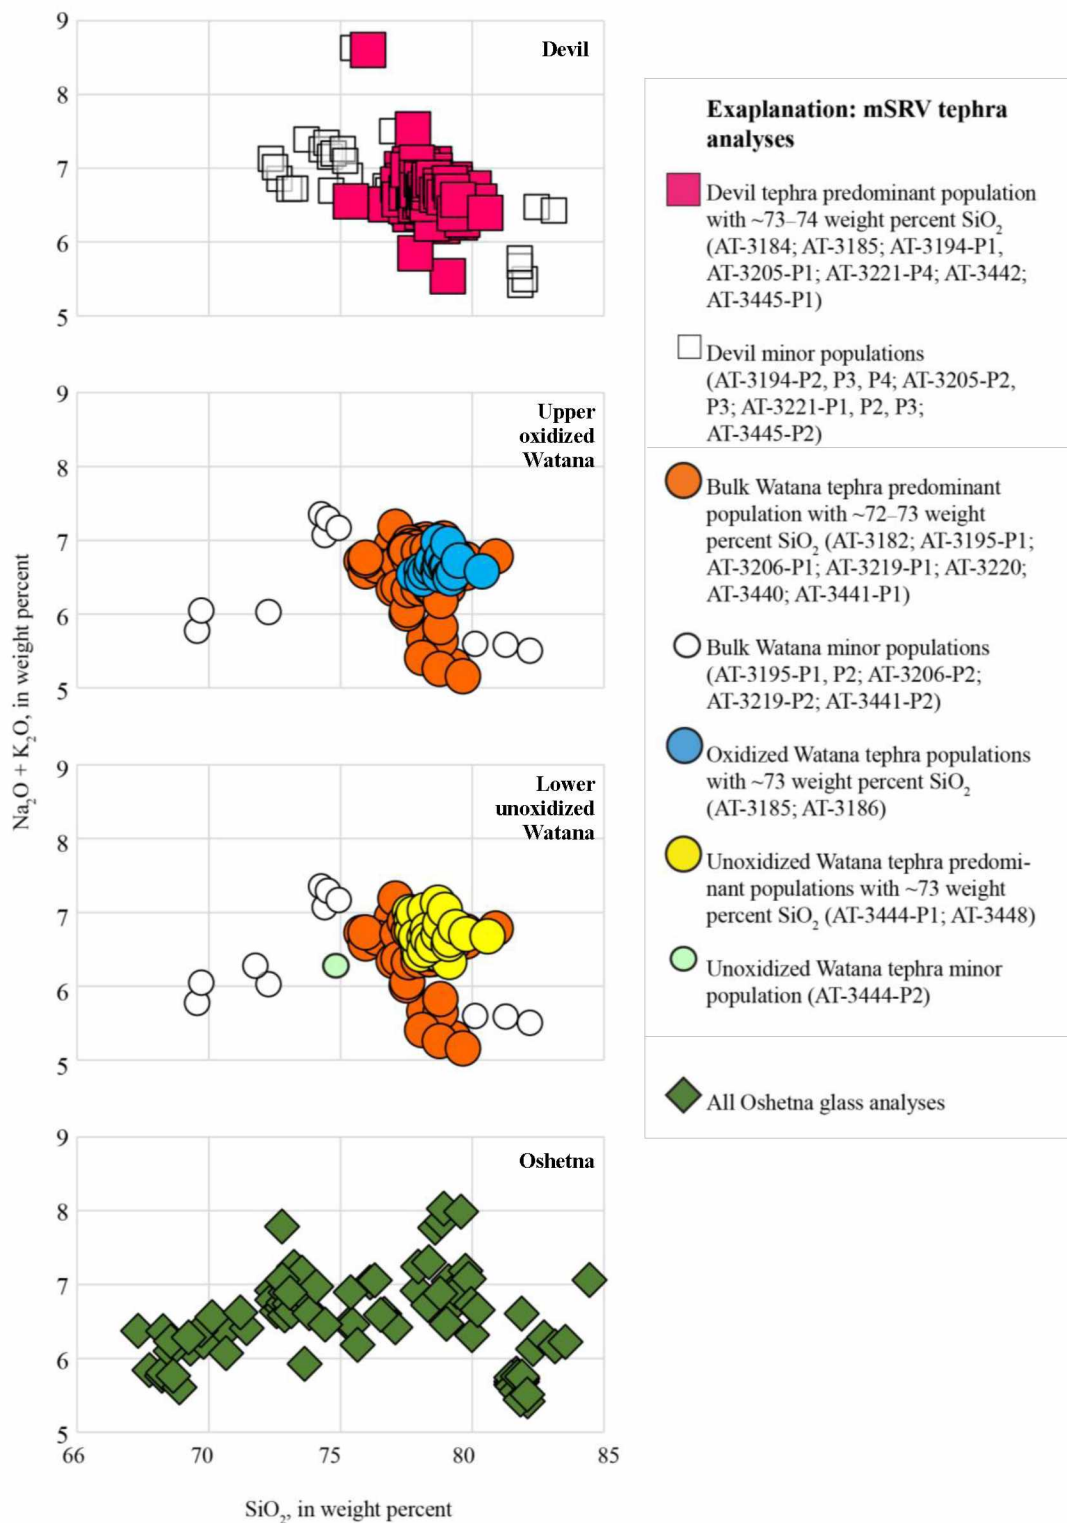 9
8
7
6
5
Devil
9
8
7
6
5
Upper
oxidized
Watana
9
8
7
6
5
Lower
unoxidized
Watana
9
8
7
6
5
Oshetna
66
70
75
80
85
Na₂O + K₂O, in weight percent
SiO₂, in weight percent
Exaplanation: mSRV tephra
analyses
Devil tephra predominant population
with ~73–74 weight percent SiO₂
(AT-3184; AT-3185; AT-3194-P1,
AT-3205-P1; AT-3221-P4; AT-3442;
AT-3445-P1)
Devil minor populations
(AT-3194-P2, P3, P4; AT-3205-P2,
P3; AT-3221-P1, P2, P3;
AT-3445-P2)
Bulk Watana tephra predominant
population with ~72–73 weight
percent SiO₂ (AT-3182; AT-3195-P1;
AT-3206-P1; AT-3219-P1; AT-3220;
AT-3440; AT-3441-P1)
Bulk Watana minor populations
(AT-3195-P1, P2; AT-3206-P2;
AT-3219-P2; AT-3441-P2)
Oxidized Watana tephra populations
with ~73 weight percent SiO₂
(AT-3185; AT-3186)
Unoxidized Watana tephra predomi-
nant populations with ~73 weight
percent SiO₂ (AT-3444-P1; AT-3448)
Unoxidized Watana tephra minor
population (AT-3444-P2)
All Oshetna glass analyses